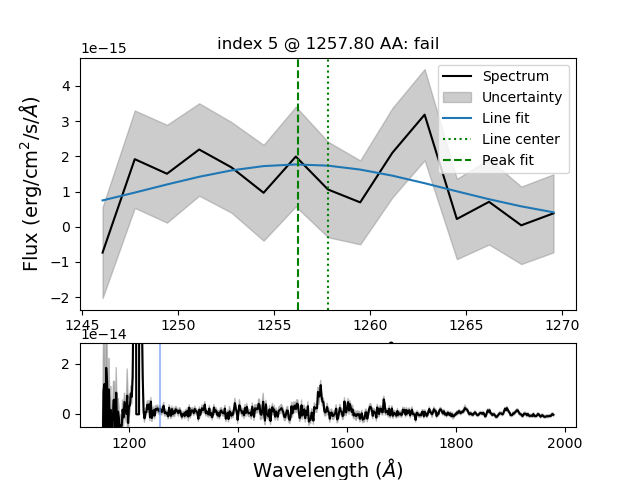 index 5 @ 1257.80 AA: fail
1e−15
4
3
2
1
0
−1
−2
Flux (erg/cm²/s/Å)
Spectrum
Uncertainty
Line fit
Line center
Peak fit
1245 1250 1255 1260 1265 1270
1e−14
2
0
1200 1400 1600 1800 2000
Wavelength (Å)